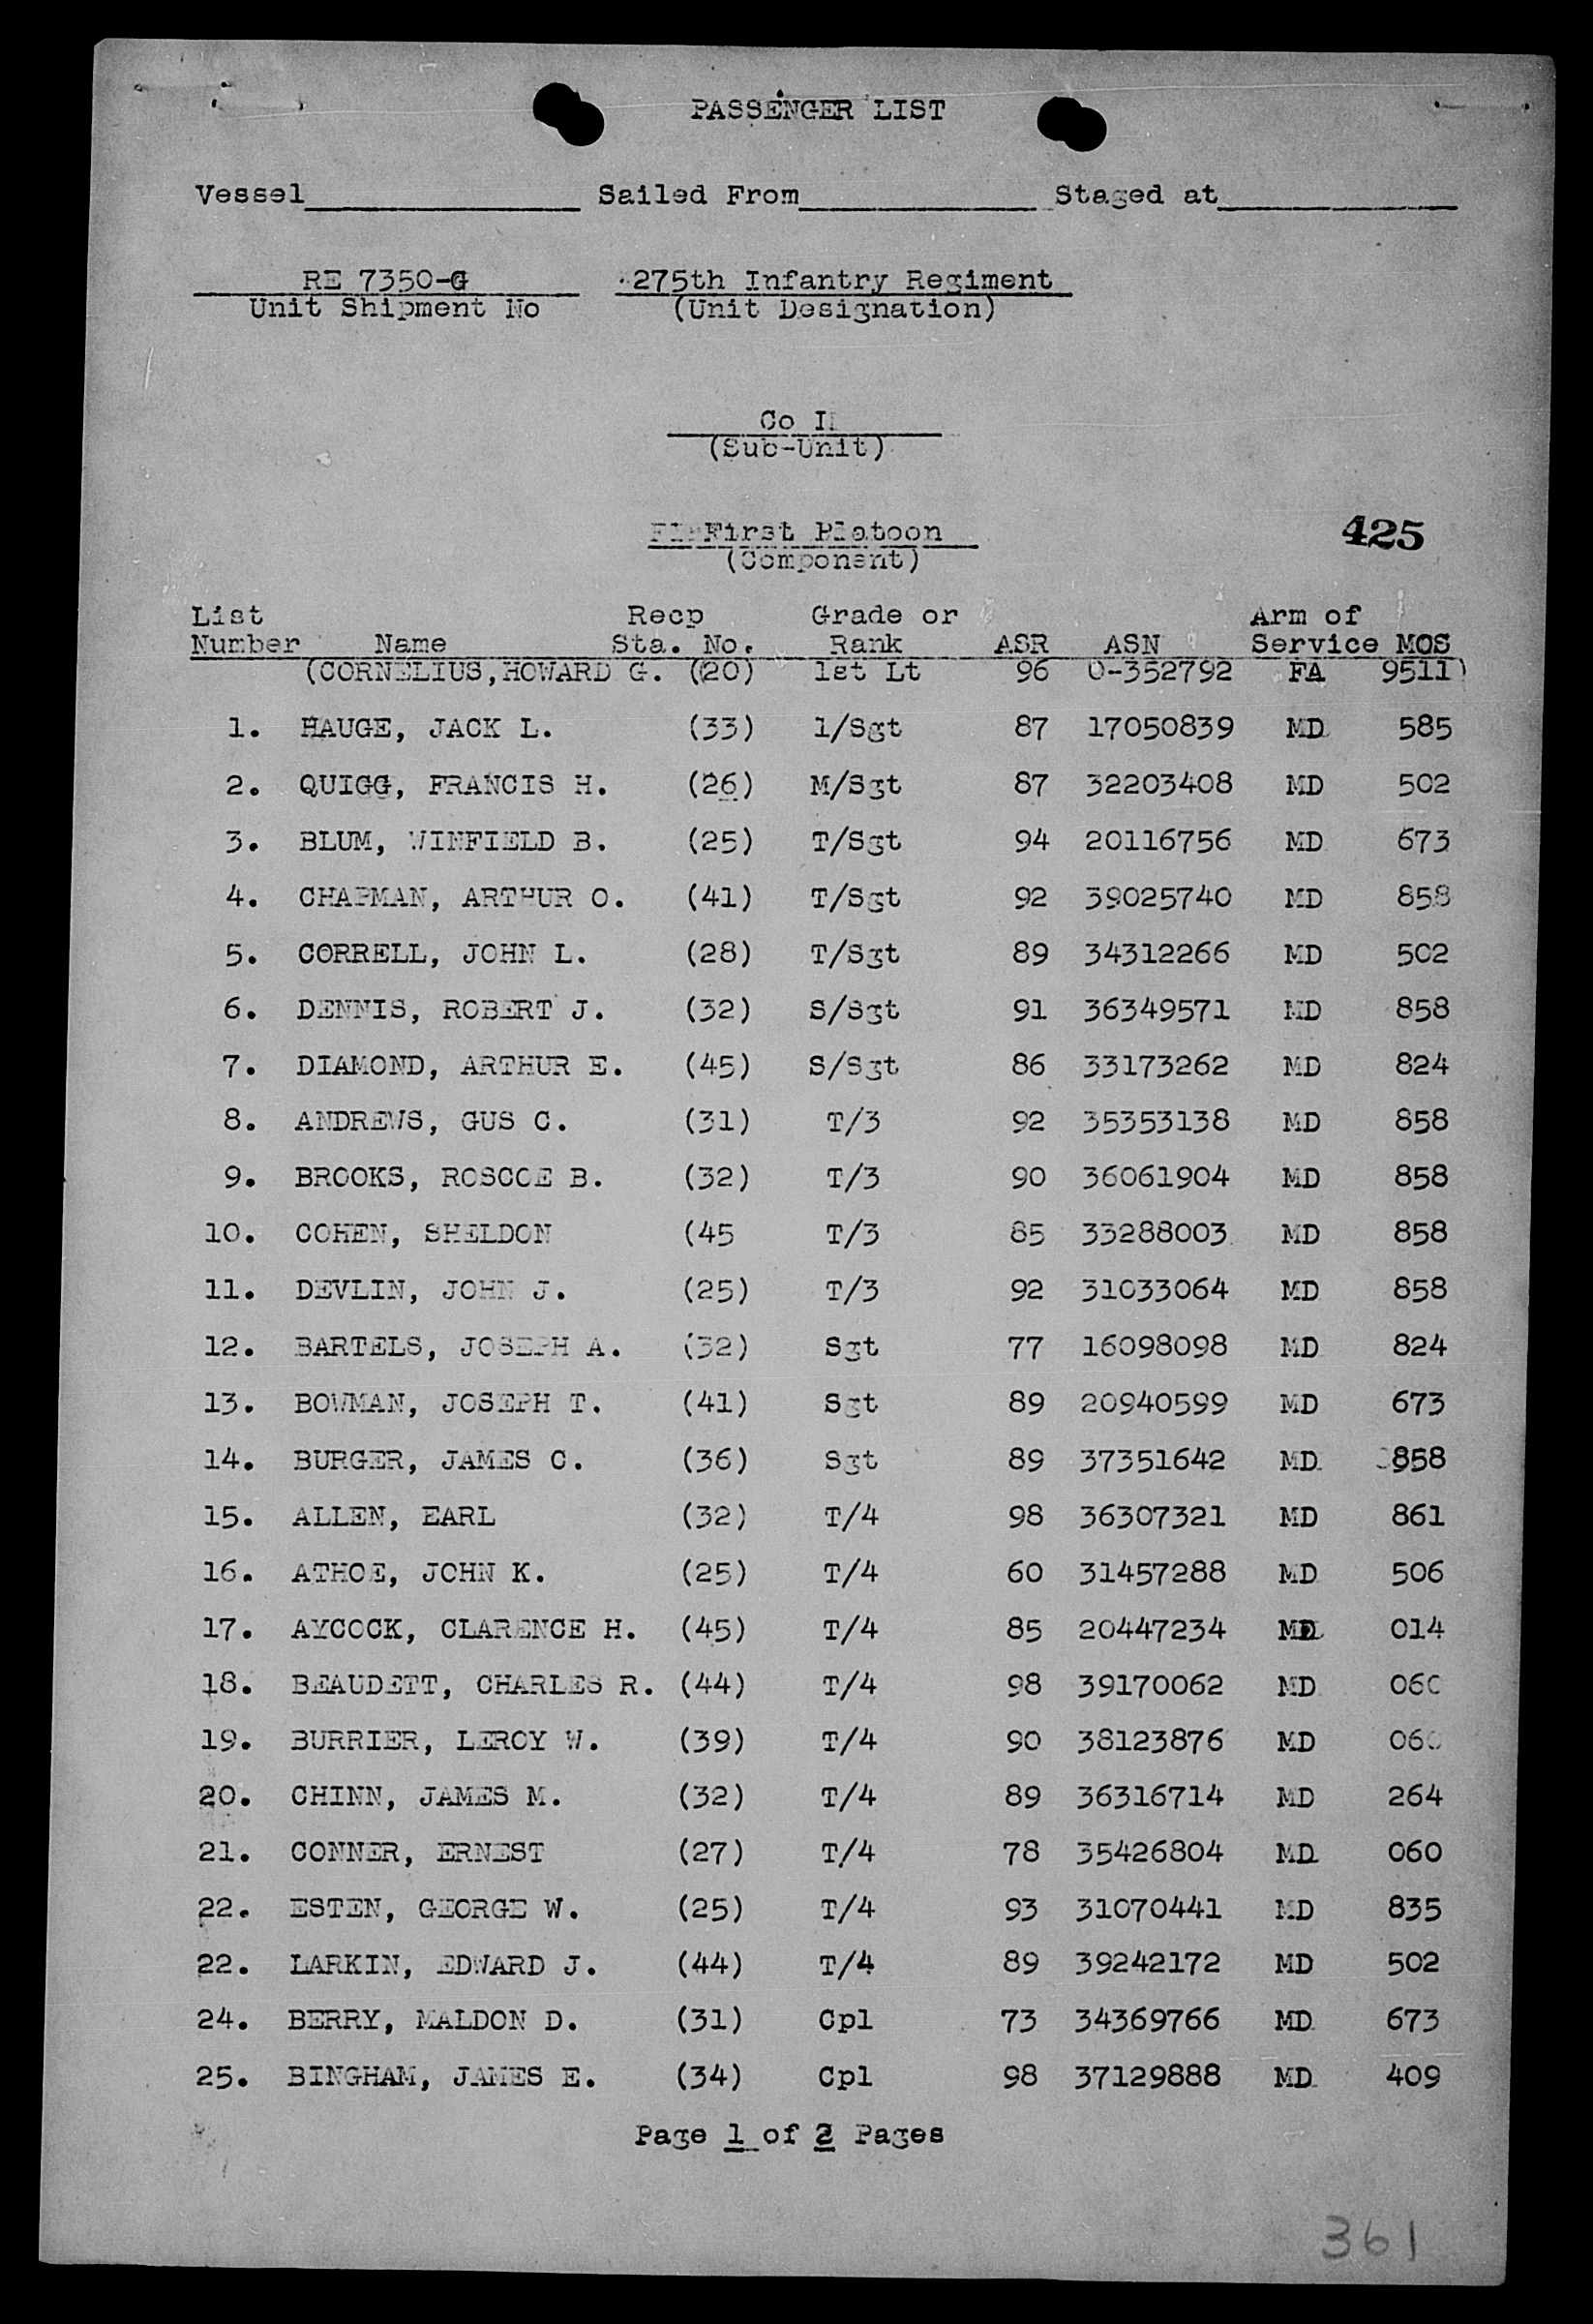 PASSENGER LIST
Vessel____________ Sailed From____________ Staged at____________
RE 7350-G 275th Infantry Regiment
Unit Shipment No (Unit Designation)
Co I
(Sub-Unit)
First Platoon
425
(Component)
List Recp Grade or Arm of
Number Name Sta. No. Rank ASR ASN Service MOS
(CORNELIUS, HOWARD G. (20) 1st Lt 96 O-352792 FA 9511)
1. HAUGE, JACK L. (33) 1/Sgt 87 17050839 MD 585
2. QUIGG, FRANCIS H. (26) M/Sgt 87 32203408 MD 502
3. BLUM, WINFIELD B. (25) T/Sgt 94 20116756 MD 673
4. CHAPMAN, ARTHUR O. (41) T/Sgt 92 39025740 MD 858
5. CORRELL, JOHN L. (28) T/Sgt 89 34312266 MD 502
6. DENNIS, ROBERT J. (32) S/Sgt 91 36349571 MD 858
7. DIAMOND, ARTHUR E. (45) S/Sgt 86 33173262 MD 824
8. ANDREWS, GUS C. (31) T/3 92 35353138 MD 858
9. BROOKS, ROSCOE B. (32) T/3 90 36061904 MD 858
10. COHEN, SHELDON (45 T/3 85 33288003 MD 858
11. DEVLIN, JOHN J. (25) T/3 92 31033064 MD 858
12. BARTELS, JOSEPH A. (32) Sgt 77 16098098 MD 824
13. BOWMAN, JOSEPH T. (41) Sgt 89 20940599 MD 673
14. BURGER, JAMES C. (36) Sgt 89 37351642 MD 858
15. ALLEN, EARL (32) T/4 98 36307321 MD 861
16. ATHOE, JOHN K. (25) T/4 60 31457288 MD 506
17. AYCOCK, CLARENCE H. (45) T/4 85 20447234 MD 014
18. BEAUDETT, CHARLES R. (44) T/4 98 39170062 MD 060
19. BURRIER, LEROY W. (39) T/4 90 38123876 MD 060
20. CHINN, JAMES M. (32) T/4 89 36316714 MD 264
21. CONNER, ERNEST (27) T/4 78 35426804 MD 060
22. ESTEN, GEORGE W. (25) T/4 93 31070441 MD 835
22. LARKIN, EDWARD J. (44) T/4 89 39242172 MD 502
24. BERRY, MALDON D. (31) Cpl 73 34369766 MD 673
25. BINGHAM, JAMES E. (34) Cpl 98 37129888 MD 409
Page 1 of 2 Pages
361